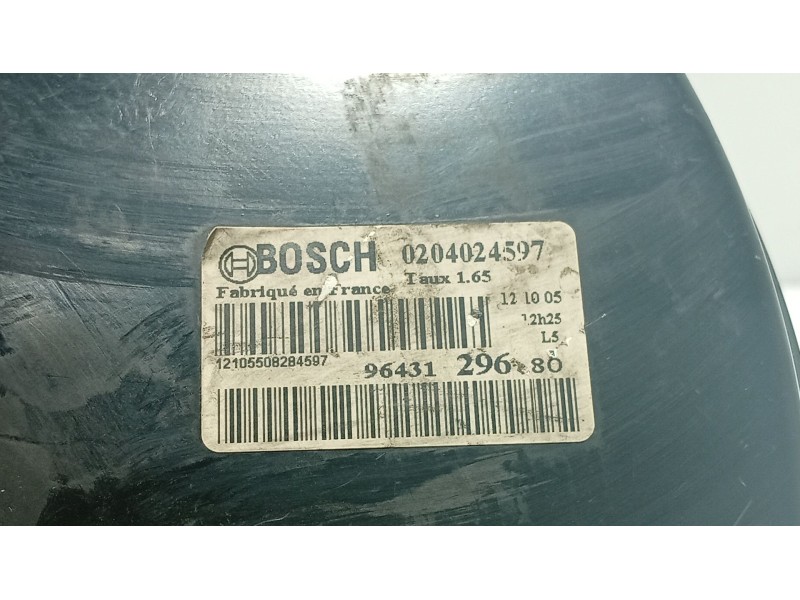 BOSCH 0204024597
Fabriqué en France Taux 1.65
12 10 05
12h25
L5
12105508284597
96431 296 80